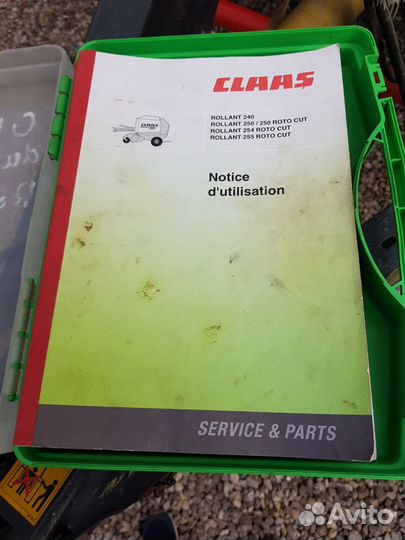 CLAAS
ROLLANT 240
ROLLANT 250 / 250 ROTO CUT
ROLLANT 254 ROTO CUT
ROLLANT 255 ROTO CUT
CLAAS
Notice
d'utilisation
SERVICE & PARTS
Avito